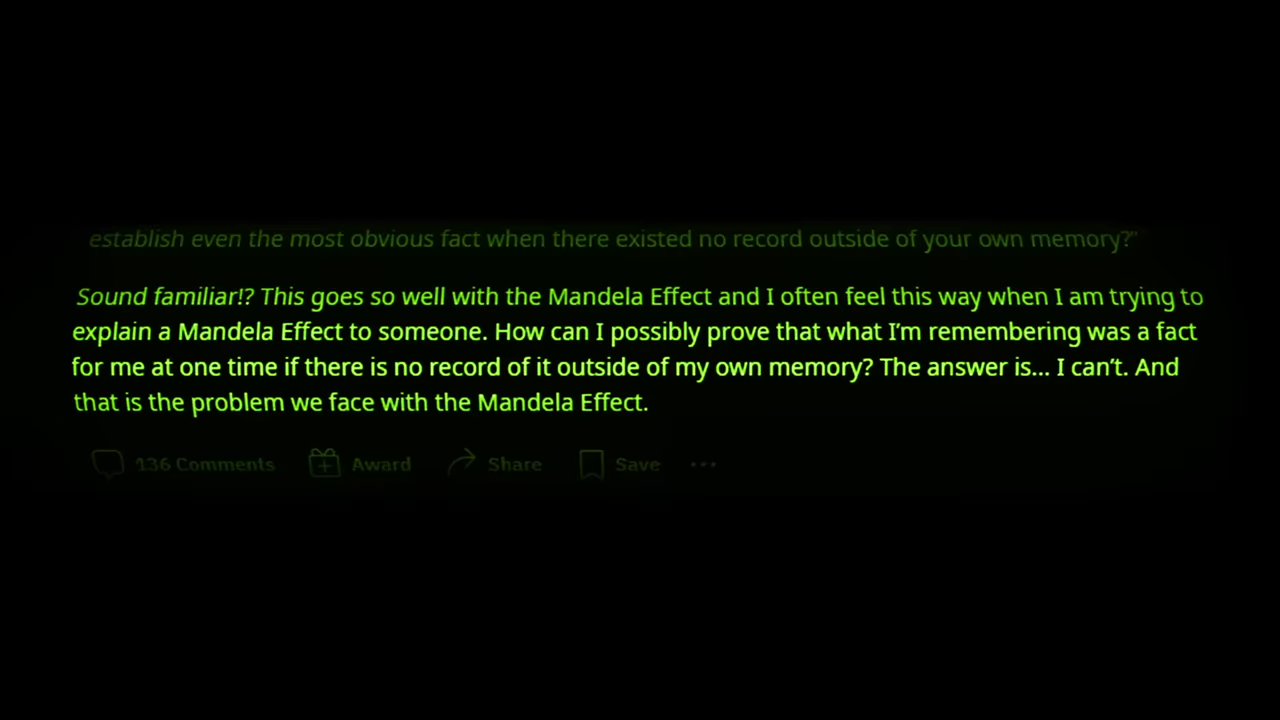 establish even the most obvious fact when there existed no record outside of your own memory?"
Sound familiar!? This goes so well with the Mandela Effect and I often feel this way when I am trying to
explain a Mandela Effect to someone. How can I possibly prove that what I'm remembering was a fact
for me at one time if there is no record of it outside of my own memory? The answer is... I can't. And
that is the problem we face with the Mandela Effect.
136 Comments Award Share Save